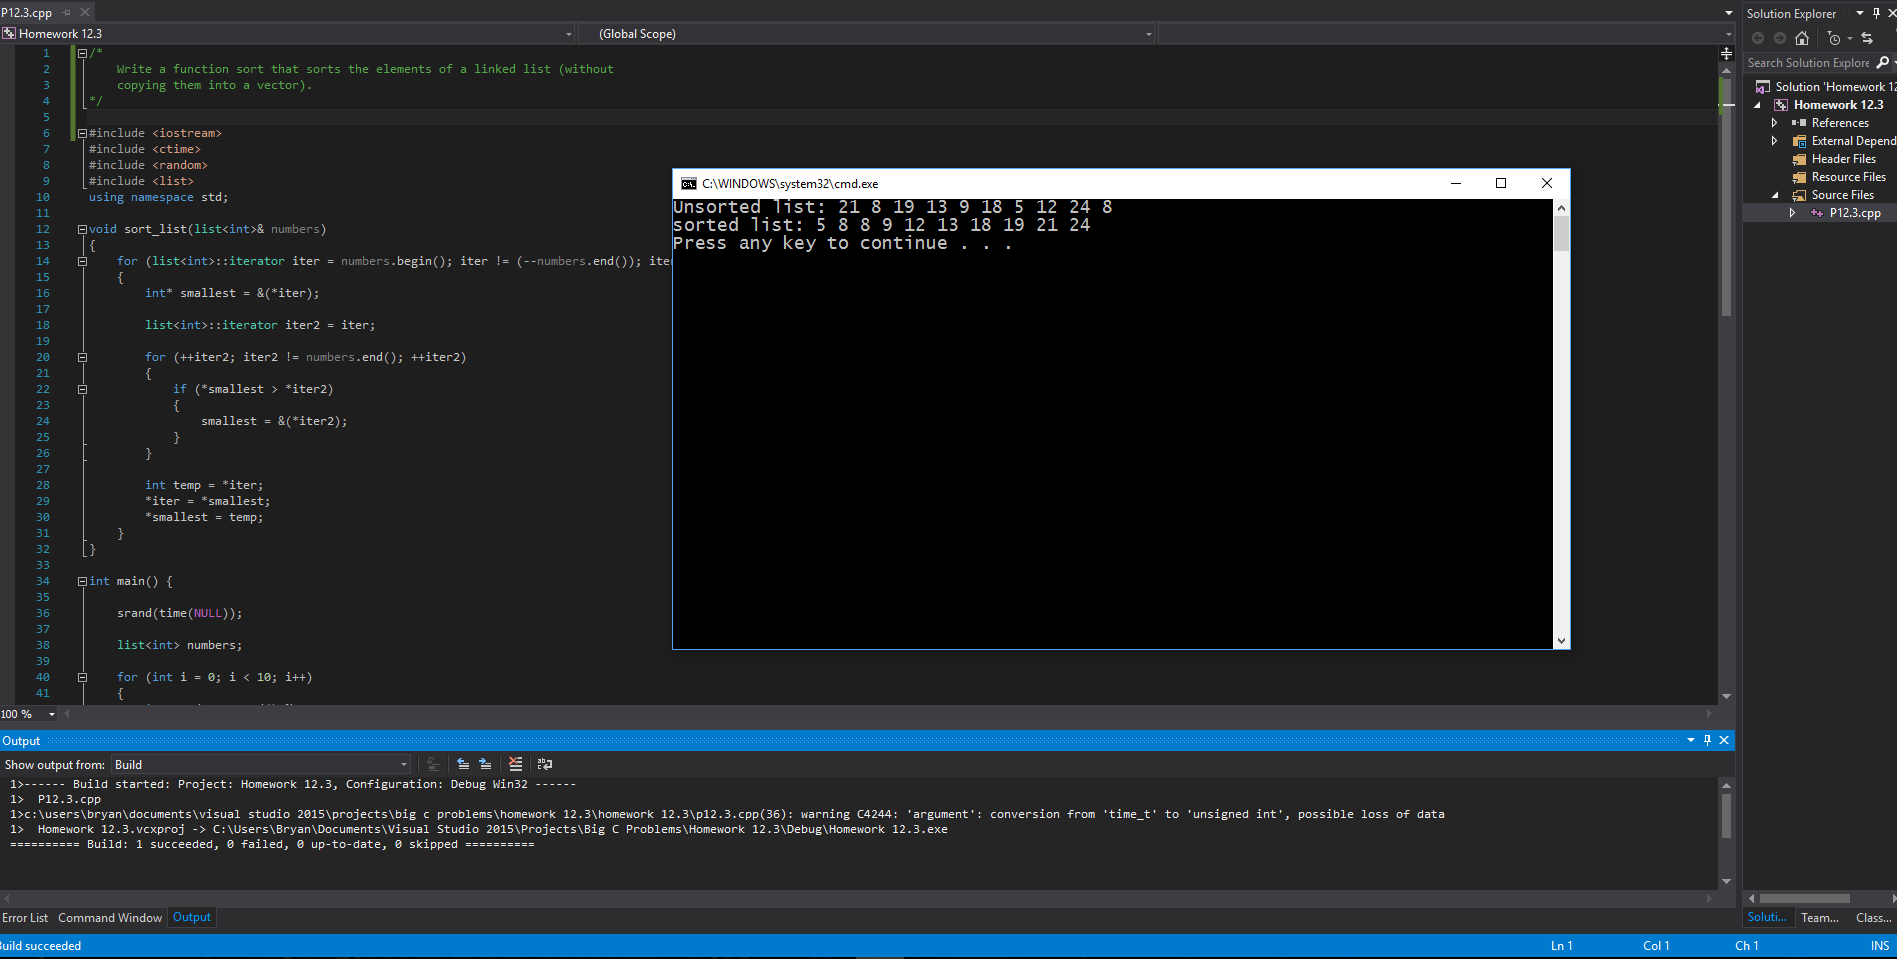 P12.3.cpp
Homework 12.3
(Global Scope)
1 /*
2 Write a function sort that sorts the elements of a linked list (without
3 copying them into a vector).
4 */
5
6 #include <iostream>
7 #include <ctime>
8 #include <random>
9 #include <list>
10 using namespace std;
11
12 void sort_list(list<int>& numbers)
13 {
14 for (list<int>::iterator iter = numbers.begin(); iter != (--numbers.end()); iter
15 {
16 int* smallest = &(*iter);
17
18 list<int>::iterator iter2 = iter;
19
20 for (++iter2; iter2 != numbers.end(); ++iter2)
21 {
22 if (*smallest > *iter2)
23 {
24 smallest = &(*iter2);
25 }
26 }
27
28 int temp = *iter;
29 *iter = *smallest;
30 *smallest = temp;
31 }
32 }
33
34 int main() {
35
36 srand(time(NULL));
37
38 list<int> numbers;
39
40 for (int i = 0; i < 10; i++)
41 {
100 %
C:\WINDOWS\system32\cmd.exe
Unsorted list: 21 8 19 13 9 18 5 12 24 8
sorted list: 5 8 8 9 12 13 18 19 21 24
Press any key to continue . . .
Solution Explorer
Search Solution Explore
Solution 'Homework 12
Homework 12.3
References
External Depend
Header Files
Resource Files
Source Files
P12.3.cpp
Output
Show output from: Build
1>------ Build started: Project: Homework 12.3, Configuration: Debug Win32 ------
1> P12.3.cpp
1>c:\users\bryan\documents\visual studio 2015\projects\big c problems\homework 12.3\homework 12.3\p12.3.cpp(36): warning C4244: 'argument': conversion from 'time_t' to 'unsigned int', possible loss of data
1> Homework 12.3.vcxproj -> C:\Users\Bryan\Documents\Visual Studio 2015\Projects\Big C Problems\Homework 12.3\Debug\Homework 12.3.exe
========== Build: 1 succeeded, 0 failed, 0 up-to-date, 0 skipped ==========
Error List Command Window Output
Soluti... Team... Class...
Build succeeded
Ln 1 Col 1 Ch 1 INS